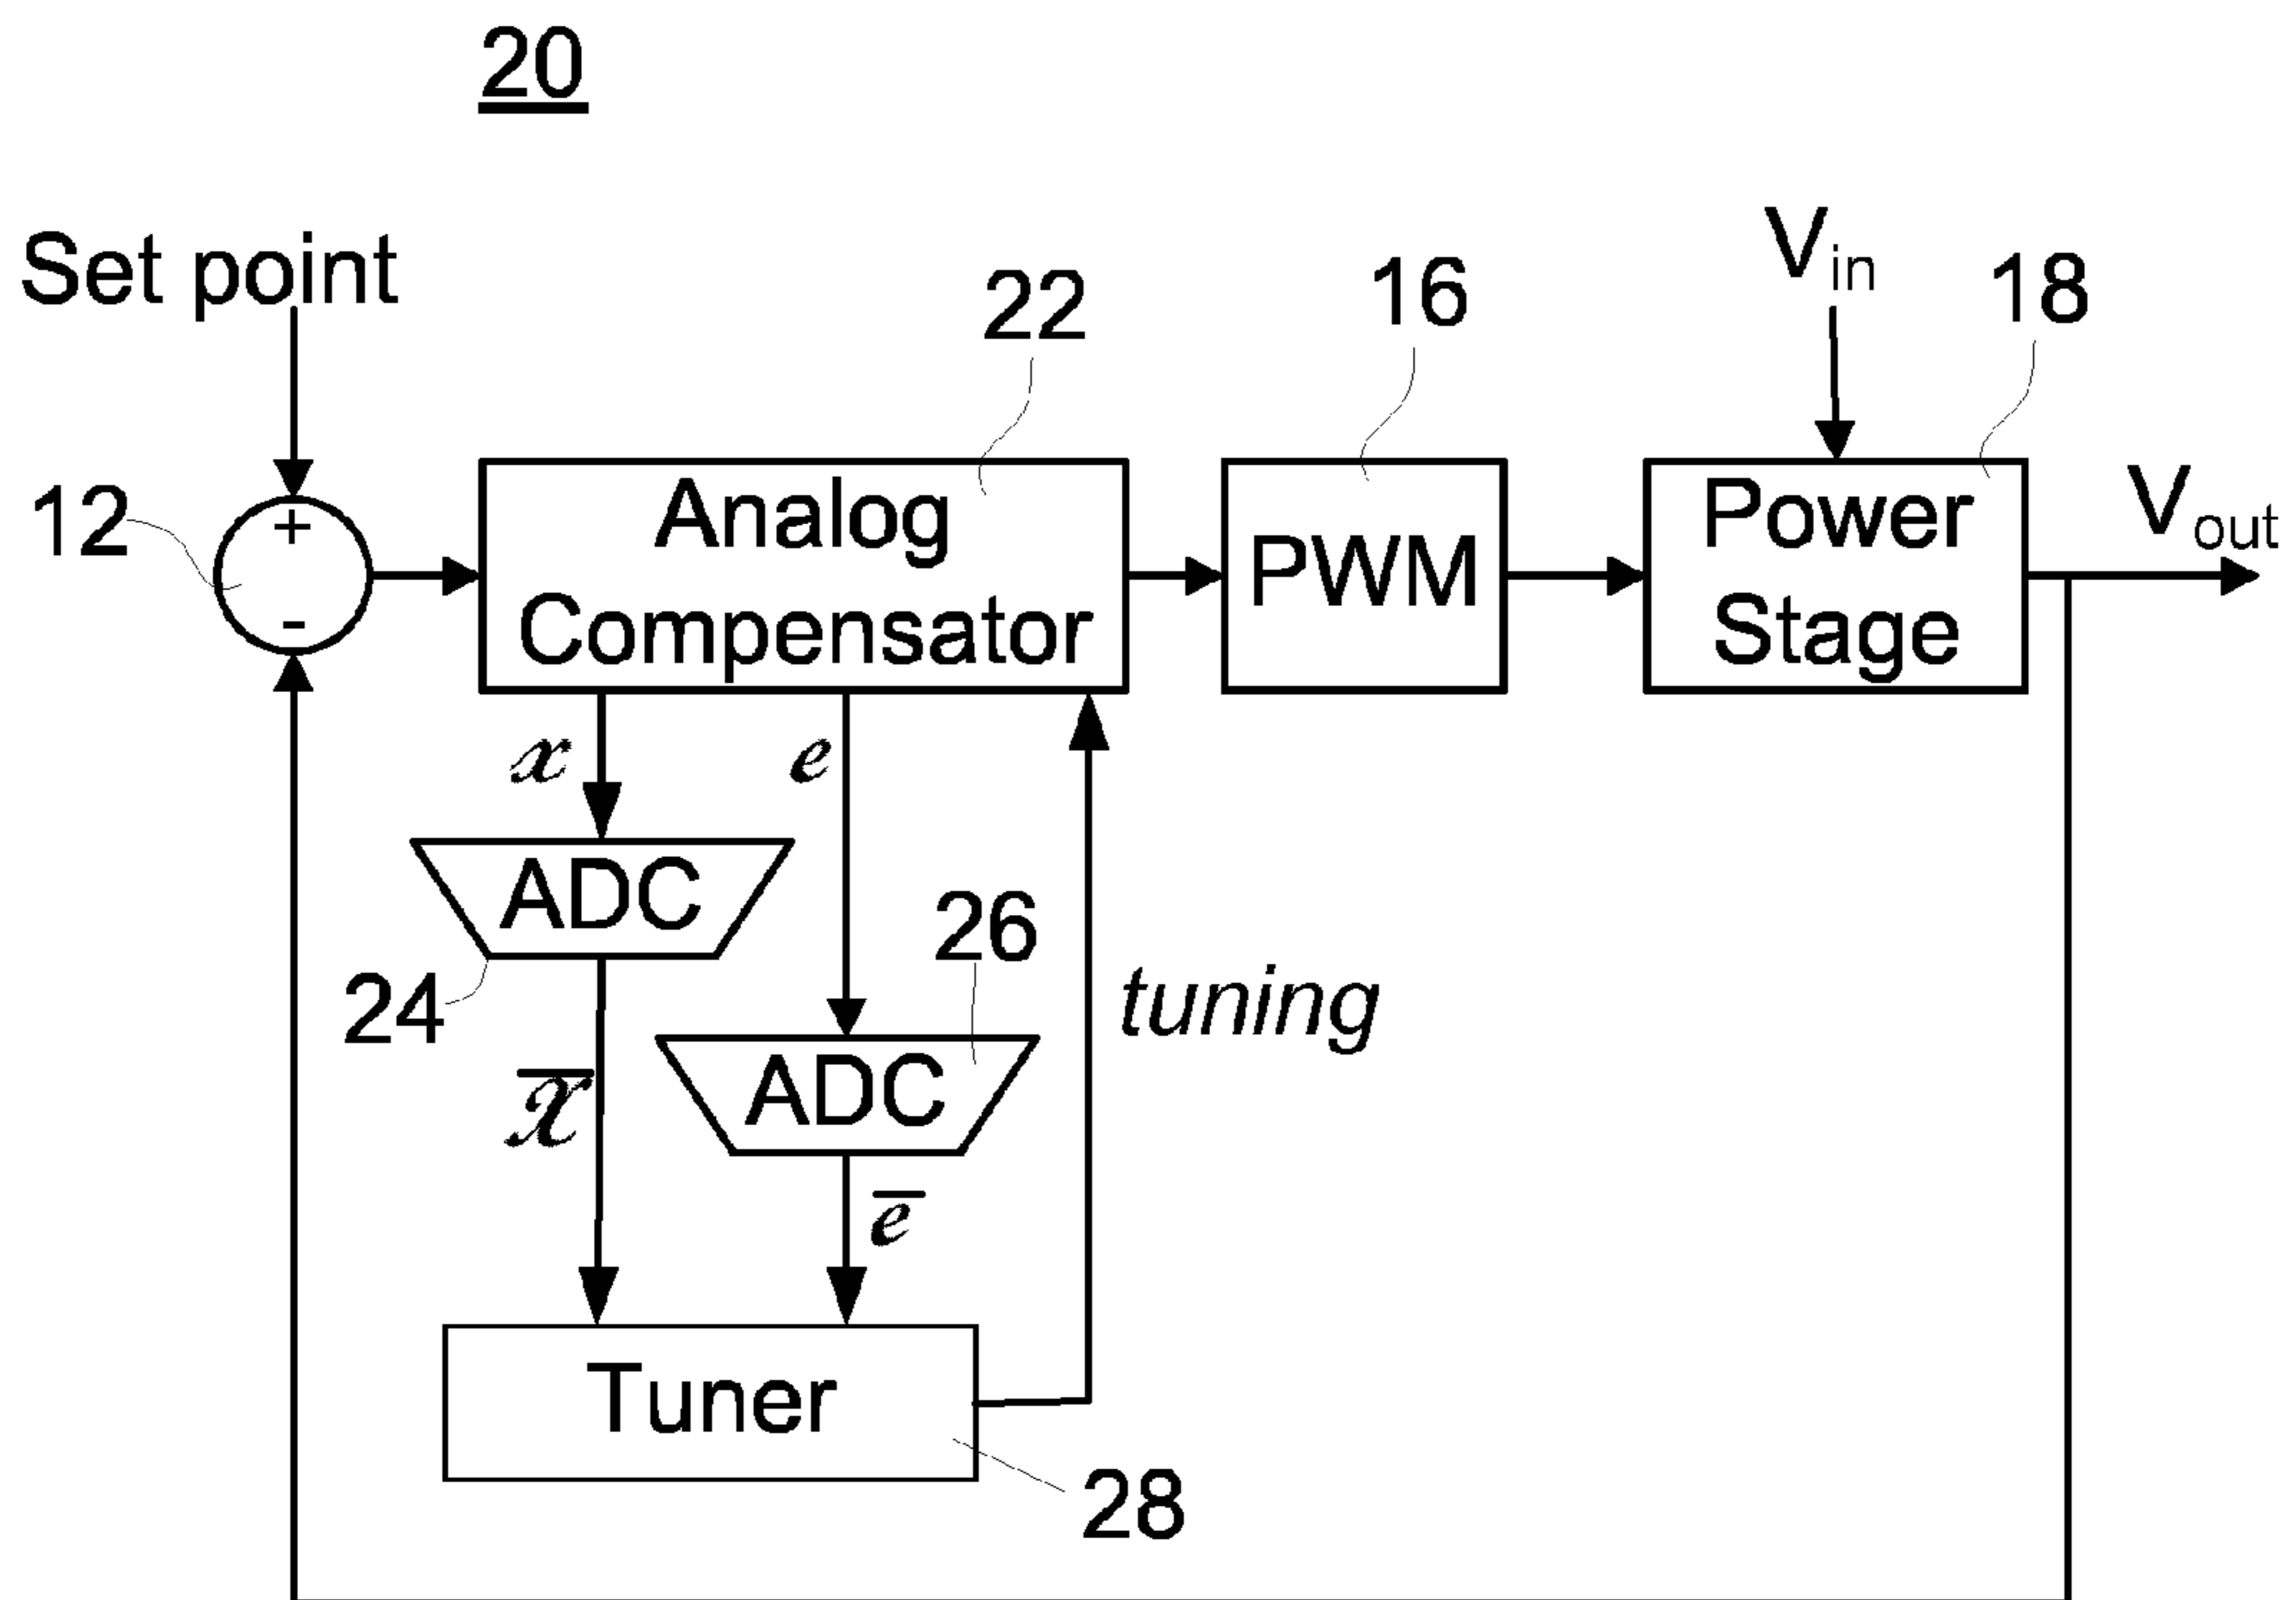 20
Set point
V_in
22
16
18
12
+
-
Analog
Compensator
PWM
Power
Stage
V_out
x
e
ADC
24
26
tuning
x̅
ADC
e̅
Tuner
28